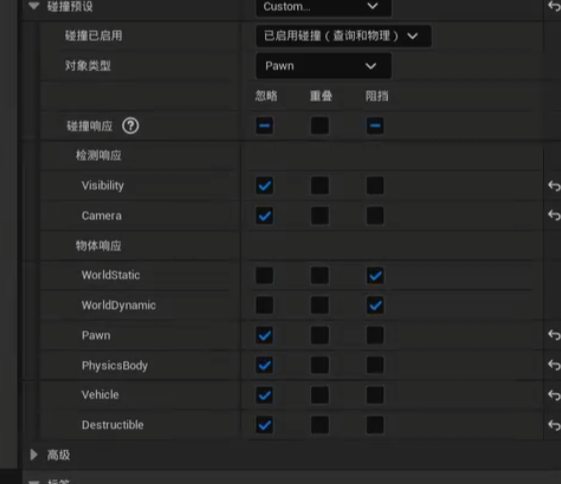 碰撞预设 Custom...
碰撞已启用 已启用碰撞（查询和物理）
对象类型 Pawn
忽略 重叠 阻挡
碰撞响应 ?
检测响应
Visibility
Camera
物体响应
WorldStatic
WorldDynamic
Pawn
PhysicsBody
Vehicle
Destructible
高级